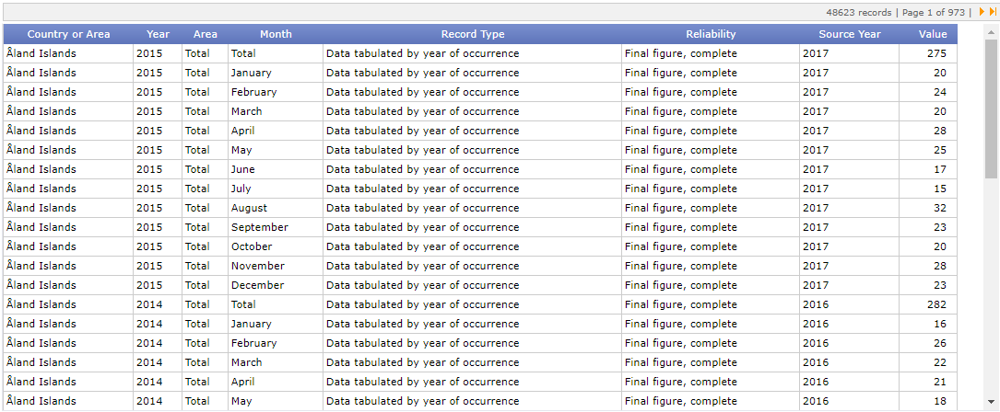 48623 records | Page 1 of 973 |
Country or Area Year Area Month Record Type Reliability Source Year Value
Åland Islands 2015 Total Total Data tabulated by year of occurrence Final figure, complete 2017 275
Åland Islands 2015 Total January Data tabulated by year of occurrence Final figure, complete 2017 20
Åland Islands 2015 Total February Data tabulated by year of occurrence Final figure, complete 2017 24
Åland Islands 2015 Total March Data tabulated by year of occurrence Final figure, complete 2017 20
Åland Islands 2015 Total April Data tabulated by year of occurrence Final figure, complete 2017 28
Åland Islands 2015 Total May Data tabulated by year of occurrence Final figure, complete 2017 25
Åland Islands 2015 Total June Data tabulated by year of occurrence Final figure, complete 2017 17
Åland Islands 2015 Total July Data tabulated by year of occurrence Final figure, complete 2017 15
Åland Islands 2015 Total August Data tabulated by year of occurrence Final figure, complete 2017 32
Åland Islands 2015 Total September Data tabulated by year of occurrence Final figure, complete 2017 23
Åland Islands 2015 Total October Data tabulated by year of occurrence Final figure, complete 2017 20
Åland Islands 2015 Total November Data tabulated by year of occurrence Final figure, complete 2017 28
Åland Islands 2015 Total December Data tabulated by year of occurrence Final figure, complete 2017 23
Åland Islands 2014 Total Total Data tabulated by year of occurrence Final figure, complete 2016 282
Åland Islands 2014 Total January Data tabulated by year of occurrence Final figure, complete 2016 16
Åland Islands 2014 Total February Data tabulated by year of occurrence Final figure, complete 2016 26
Åland Islands 2014 Total March Data tabulated by year of occurrence Final figure, complete 2016 22
Åland Islands 2014 Total April Data tabulated by year of occurrence Final figure, complete 2016 21
Åland Islands 2014 Total May Data tabulated by year of occurrence Final figure, complete 2016 18